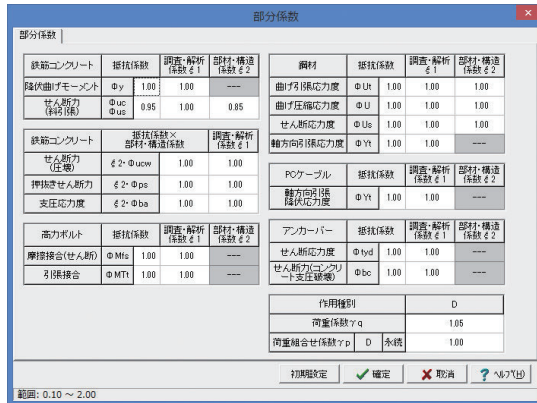 部分係数
部分係数
鉄筋コンクリート 抵抗係数 調査・解析係数ξ1 部材・構造係数ξ2
降伏曲げモーメント Φy 1.00 1.00 ---
せん断力(斜引張) Φuc Φus 0.95 1.00 0.85
鉄筋コンクリート 抵抗係数×部材・構造係数 調査・解析係数ξ1
せん断力(圧壊) ξ2・Φucw 1.00 1.00
押抜きせん断力 ξ2・Φps 1.00 1.00
支圧応力度 ξ2・Φba 1.00 1.00
高力ボルト 抵抗係数 調査・解析係数ξ1 部材・構造係数ξ2
摩擦接合(せん断) ΦMfs 1.00 1.00 ---
引張接合 ΦMTt 1.00 1.00 ---
鋼材 抵抗係数 調査・解析ξ1 部材・構造係数ξ2
曲げ引張応力度 ΦUt 1.00 1.00 1.00
曲げ圧縮応力度 ΦU 1.00 1.00 1.00
せん断応力度 ΦUs 1.00 1.00 1.00
軸方向引張応力度 ΦYt 1.00 1.00 ---
PCケーブル 抵抗係数 調査・解析係数ξ1 部材・構造係数ξ2
軸方向引張降伏応力度 ΦYt 1.00 1.00 ---
アンカーバー 抵抗係数 調査・解析係数ξ1 部材・構造係数ξ2
せん断応力度 Φtyd 1.00 1.00 ---
せん断力(コンクリート支圧破壊) Φbc 1.00 1.00 ---
作用種別 D
荷重係数γq 1.05
荷重組合せ係数γp D 永続 1.00
初期設定 確定 取消 ? ヘルプ(H)
範囲: 0.10 ～ 2.00